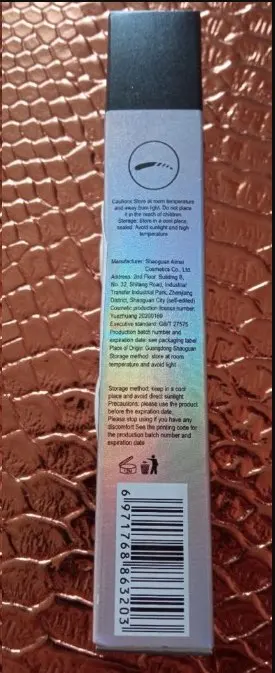 Cautions: Store at room temperature
and away from light. Do not place
it in the reach of children.
Storage: Store in a cool place,
sealed. Avoid sunlight and high
temperature
Manufacturer: Shaoguan Aimei
Cosmetics Co., Ltd.
Address: 2nd Floor, Building B,
No. 32, Shifang Road, Industrial
Transfer Industrial Park, Zhenjiang
District, Shaoguan City (self-edited)
Cosmetic production license number:
Yuezhuang 20200169
Executive standard: GB/T 27575
Production batch number and
expiration date: see packaging label
Place of Origin: Guangdong Shaoguan
Storage method: store at room
temperature and avoid light
Storage method: keep in a cool
place and avoid direct sunlight
Precautions: please use the product
before the expiration date.
Please stop using if you have any
discomfort See the printing code for
the production batch number and
expiration date
6971768863203